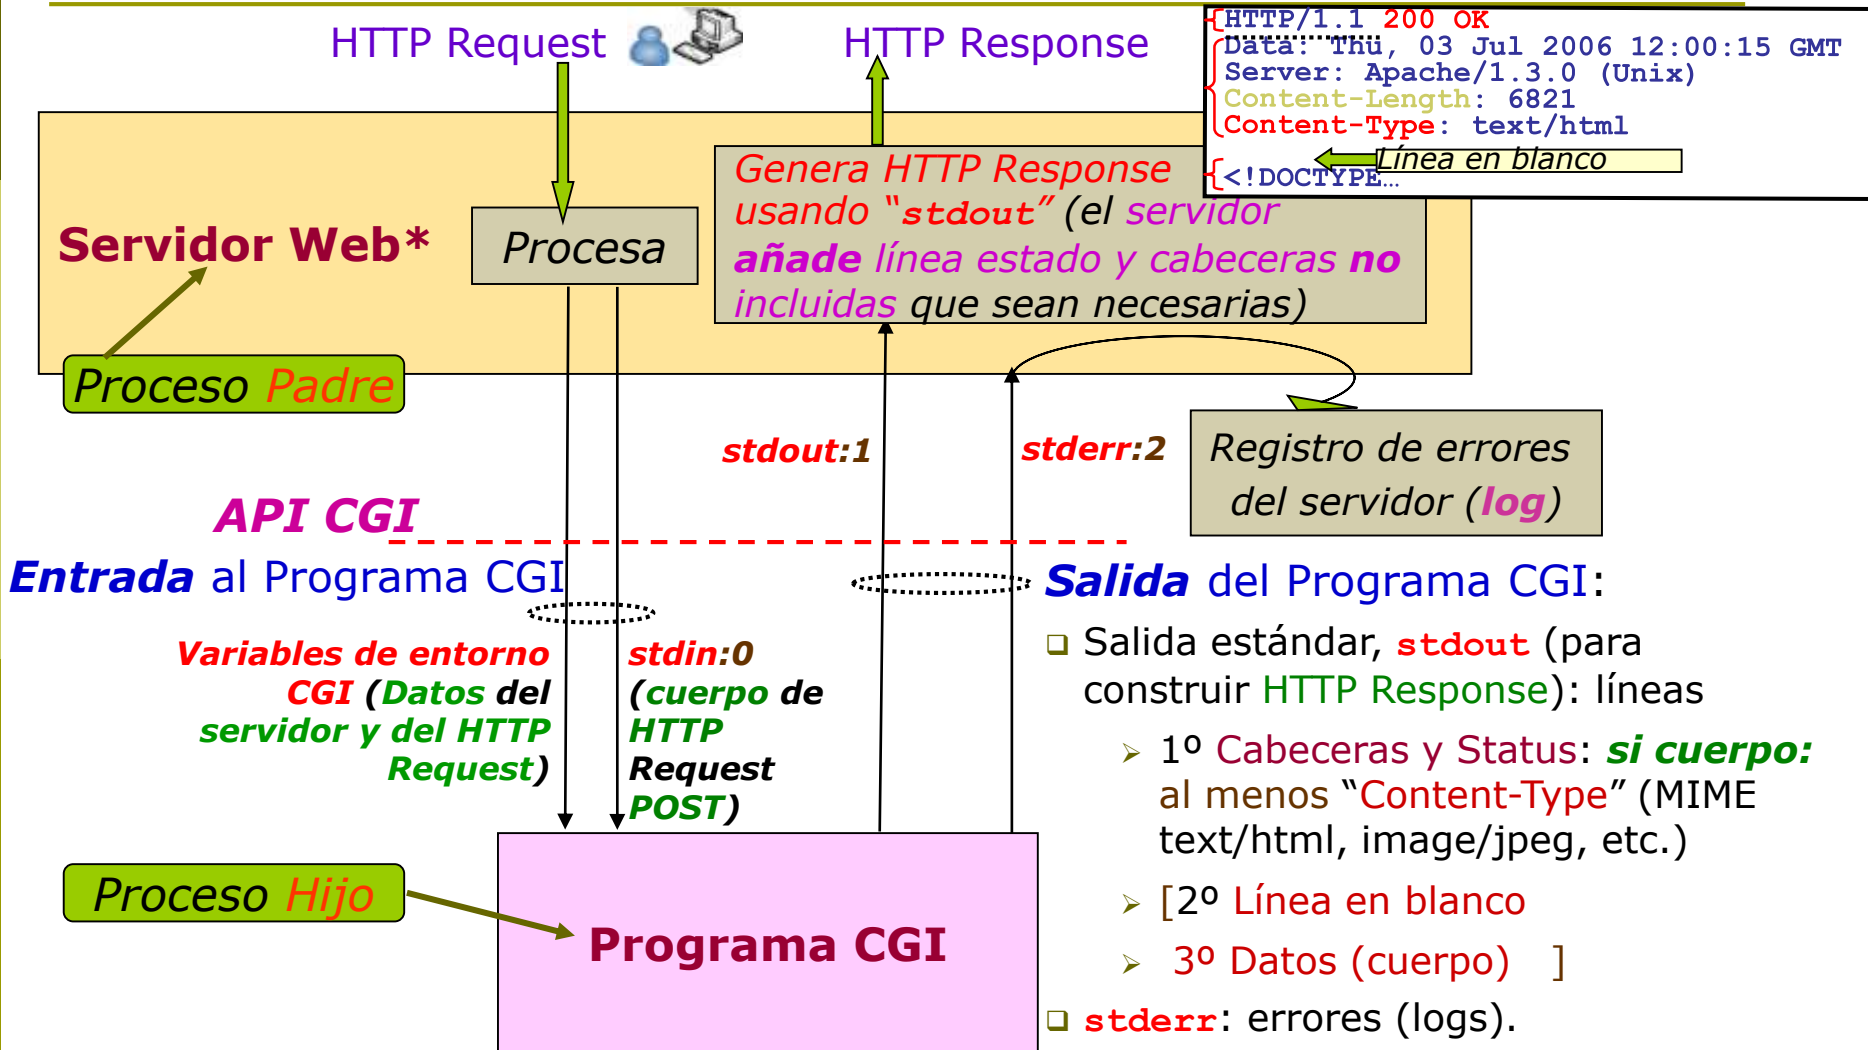 HTTP Request
HTTP Response
HTTP/1.1 200 OK
Data: Thu, 03 Jul 2006 12:00:15 GMT
Server: Apache/1.3.0 (Unix)
Content-Length: 6821
Content-Type: text/html
Línea en blanco
<!DOCTYPE…
Servidor Web*
Procesa
Genera HTTP Response
usando “stdout” (el servidor
añade línea estado y cabeceras no
incluidas que sean necesarias)
Proceso Padre
stdout:1
stderr:2
Registro de errores
del servidor (log)
API CGI
Entrada al Programa CGI
Variables de entorno
CGI (Datos del
servidor y del HTTP
Request)
stdin:0
(cuerpo de
HTTP
Request
POST)
Salida del Programa CGI:
Salida estándar, stdout (para
construir HTTP Response): líneas
1º Cabeceras y Status: si cuerpo:
al menos “Content-Type” (MIME
text/html, image/jpeg, etc.)
[2º Línea en blanco
3º Datos (cuerpo) ]
stderr: errores (logs).
Proceso Hijo
Programa CGI